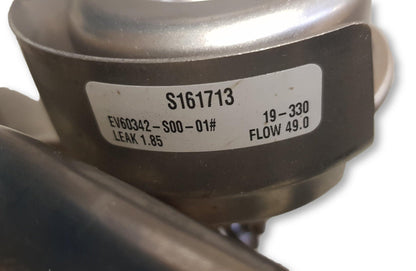 S161713
EV60342-S00-01# 19-330
LEAK 1.85 FLOW 49.0